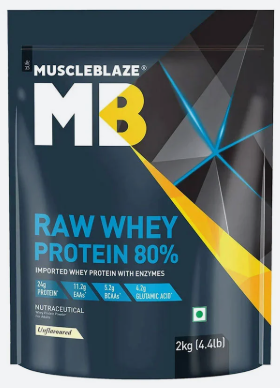 MUSCLEBLAZE®
MB
RAW WHEY
PROTEIN 80%
IMPORTED WHEY PROTEIN WITH ENZYMES
24g 11.2g 5.2g 4.2g
PROTEIN EAAs BCAAs GLUTAMIC ACID
NUTRACEUTICAL
Unflavoured
2kg (4.4lb)